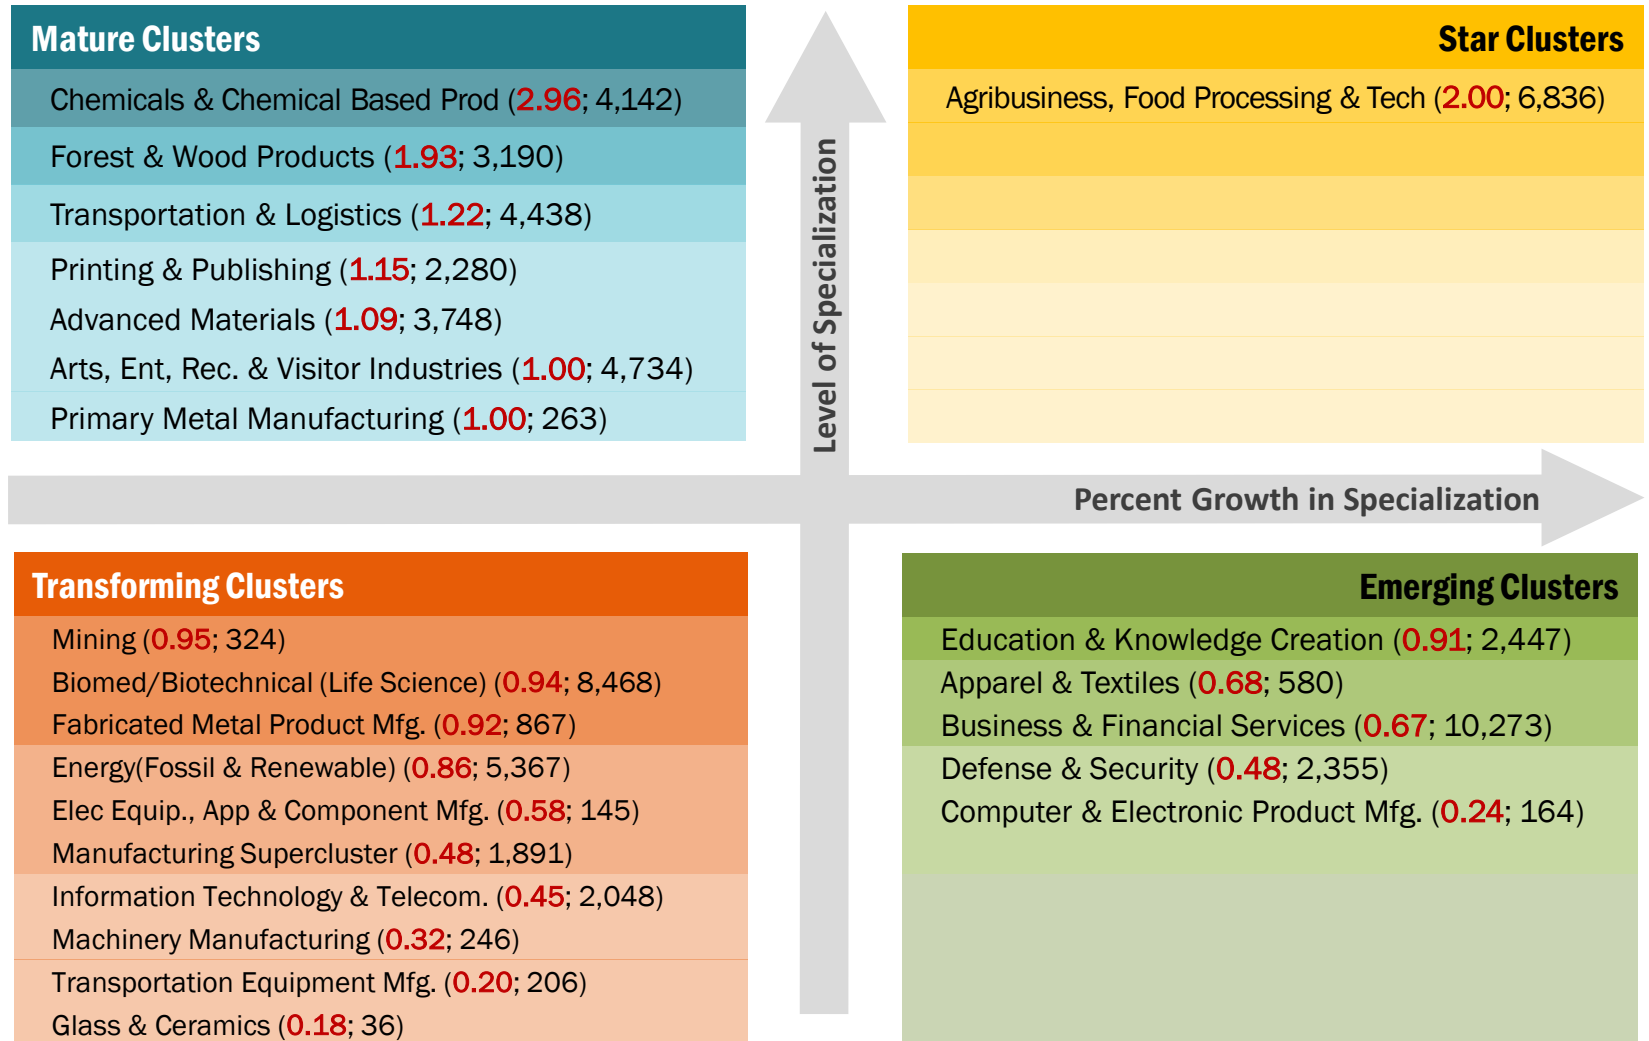 Mature Clusters
Chemicals & Chemical Based Prod (2.96; 4,142)
Forest & Wood Products (1.93; 3,190)
Transportation & Logistics (1.22; 4,438)
Printing & Publishing (1.15; 2,280)
Advanced Materials (1.09; 3,748)
Arts, Ent, Rec. & Visitor Industries (1.00; 4,734)
Primary Metal Manufacturing (1.00; 263)
Level of Specialization
Star Clusters
Agribusiness, Food Processing & Tech (2.00; 6,836)
Percent Growth in Specialization
Transforming Clusters
Mining (0.95; 324)
Biomed/Biotechnical (Life Science) (0.94; 8,468)
Fabricated Metal Product Mfg. (0.92; 867)
Energy(Fossil & Renewable) (0.86; 5,367)
Elec Equip., App & Component Mfg. (0.58; 145)
Manufacturing Supercluster (0.48; 1,891)
Information Technology & Telecom. (0.45; 2,048)
Machinery Manufacturing (0.32; 246)
Transportation Equipment Mfg. (0.20; 206)
Glass & Ceramics (0.18; 36)
Emerging Clusters
Education & Knowledge Creation (0.91; 2,447)
Apparel & Textiles (0.68; 580)
Business & Financial Services (0.67; 10,273)
Defense & Security (0.48; 2,355)
Computer & Electronic Product Mfg. (0.24; 164)